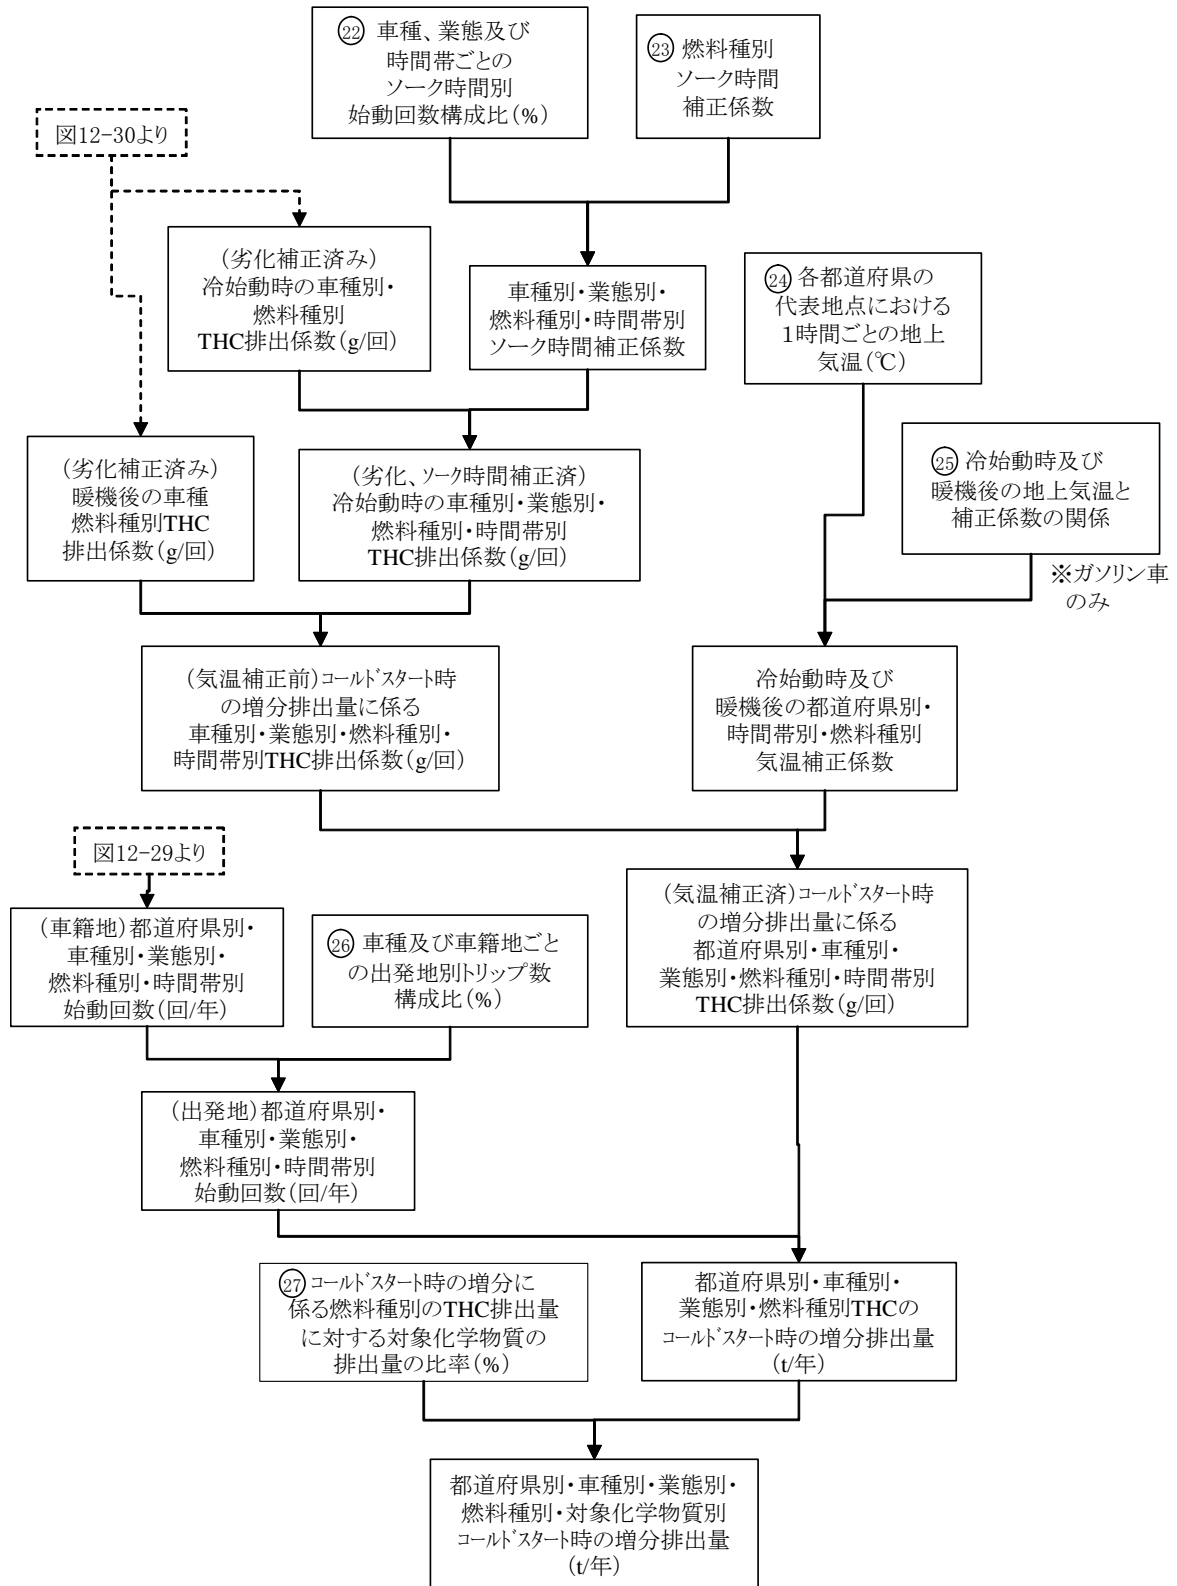 ㉒ 車種、業態及び
時間帯ごとの
ソーク時間別
始動回数構成比(%)
㉓ 燃料種別
ソーク時間
補正係数
図12-30より
(劣化補正済み)
冷始動時の車種別・
燃料種別
THC排出係数(g/回)
車種別・業態別・
燃料種別・時間帯別
ソーク時間補正係数
㉔ 各都道府県の
代表地点における
1時間ごとの地上
気温(℃)
(劣化補正済み)
暖機後の車種
燃料種別THC
排出係数(g/回)
(劣化、ソーク時間補正済)
冷始動時の車種別・業態別・
燃料種別・時間帯別
THC排出係数(g/回)
㉕ 冷始動時及び
暖機後の地上気温と
補正係数の関係
※ガソリン車
のみ
(気温補正前)コールドスタート時
の増分排出量に係る
車種別・業態別・燃料種別・
時間帯別THC排出係数(g/回)
冷始動時及び
暖機後の都道府県別・
時間帯別・燃料種別
気温補正係数
図12-29より
(車籍地)都道府県別・
車種別・業態別・
燃料種別・時間帯別
始動回数(回/年)
㉖ 車種及び車籍地ごと
の出発地別トリップ数
構成比(%)
(気温補正済)コールドスタート時
の増分排出量に係る
都道府県別・車種別・
業態別・燃料種別・時間帯別
THC排出係数(g/回)
(出発地)都道府県別・
車種別・業態別・
燃料種別・時間帯別
始動回数(回/年)
㉗ コールドスタート時の増分に
係る燃料種別のTHC排出量
に対する対象化学物質の
排出量の比率(%)
都道府県別・車種別・
業態別・燃料種別THCの
コールドスタート時の増分排出量
(t/年)
都道府県別・車種別・業態別・
燃料種別・対象化学物質別
コールドスタート時の増分排出量
(t/年)